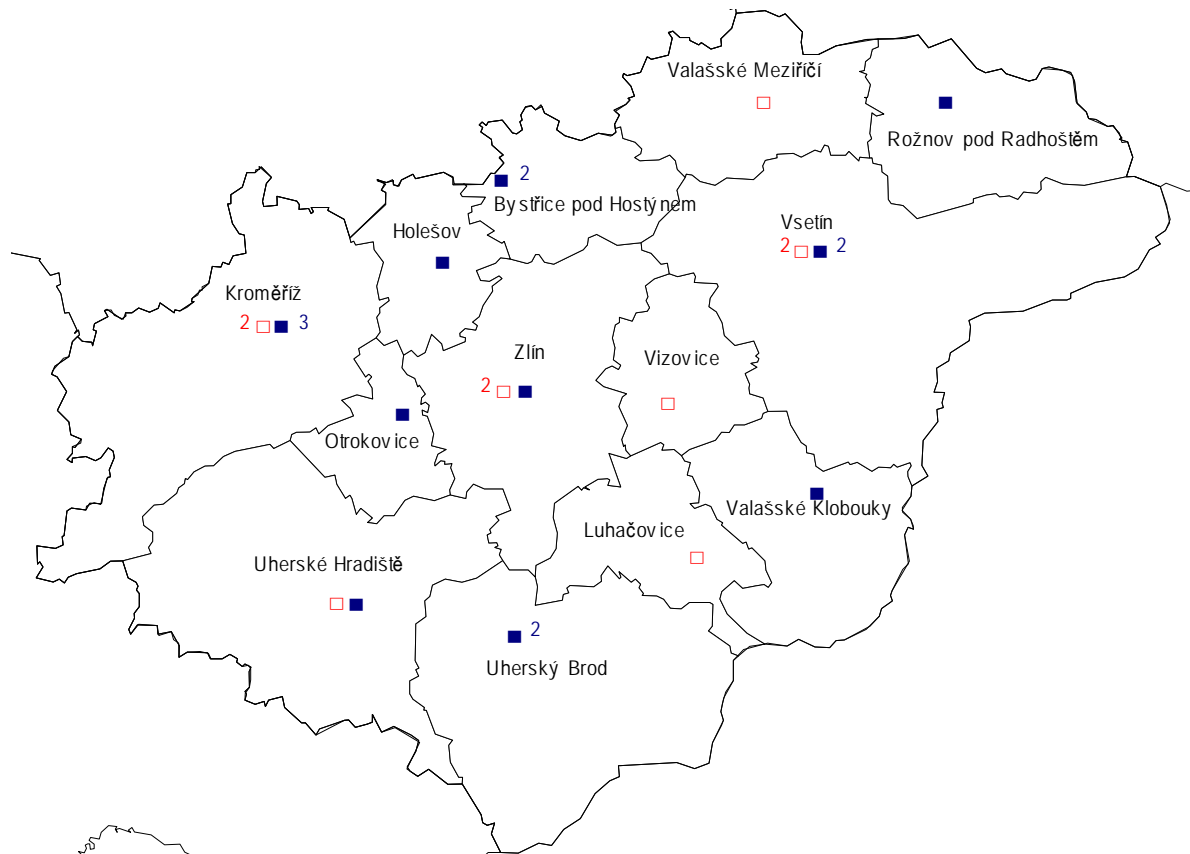 Valašské Meziříčí
Rožnov pod Radhoštěm
2
Bystřice pod Hostýnem
Holešov
Vsetín
2 2
Kroměříž
2 3
Zlín
2
Vizovice
Otrokovice
Valašské Klobouky
Luhačovice
Uherské Hradiště
2
Uherský Brod